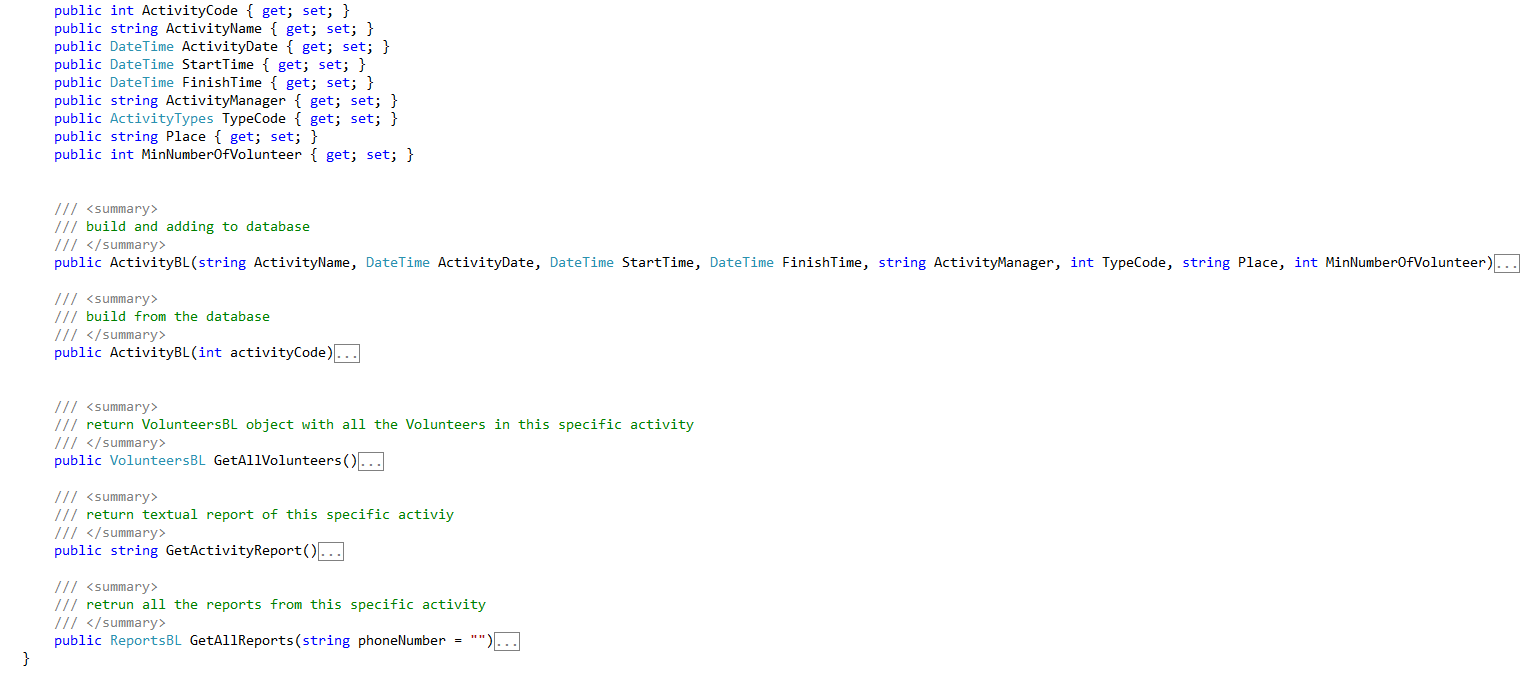 public int ActivityCode { get; set; }
public string ActivityName { get; set; }
public DateTime ActivityDate { get; set; }
public DateTime StartTime { get; set; }
public DateTime FinishTime { get; set; }
public string ActivityManager { get; set; }
public ActivityTypes TypeCode { get; set; }
public string Place { get; set; }
public int MinNumberOfVolunteer { get; set; }
/// <summary>
/// build and adding to database
/// </summary>
public ActivityBL(string ActivityName, DateTime ActivityDate, DateTime StartTime, DateTime FinishTime, string ActivityManager, int TypeCode, string Place, int MinNumberOfVolunteer)...
/// <summary>
/// build from the database
/// </summary>
public ActivityBL(int activityCode)...
/// <summary>
/// return VolunteersBL object with all the Volunteers in this specific activity
/// </summary>
public VolunteersBL GetAllVolunteers()...
/// <summary>
/// return textual report of this specific activiy
/// </summary>
public string GetActivityReport()...
/// <summary>
/// retrun all the reports from this specific activity
/// </summary>
public ReportsBL GetAllReports(string phoneNumber = "")...
}